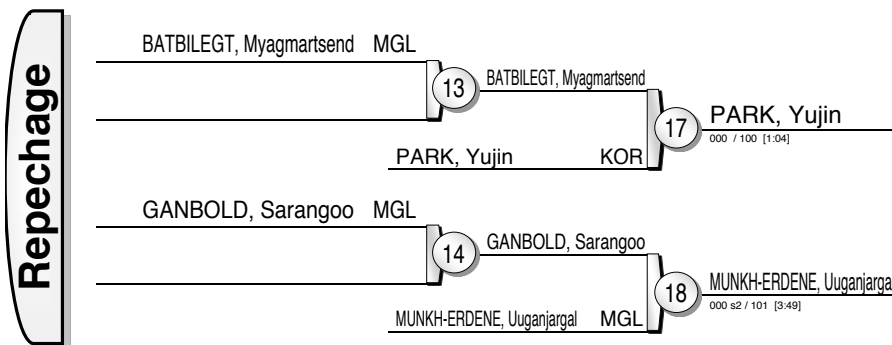 Repechage
BATBILEGT, Myagmartsend MGL
13
BATBILEGT, Myagmartsend
PARK, Yujin KOR
17
PARK, Yujin
000 / 100 [1:04]
GANBOLD, Sarangoo MGL
14
GANBOLD, Sarangoo
MUNKH-ERDENE, Uuganjargal MGL
18
MUNKH-ERDENE, Uuganjarga
000 s2 / 101 [3:49]